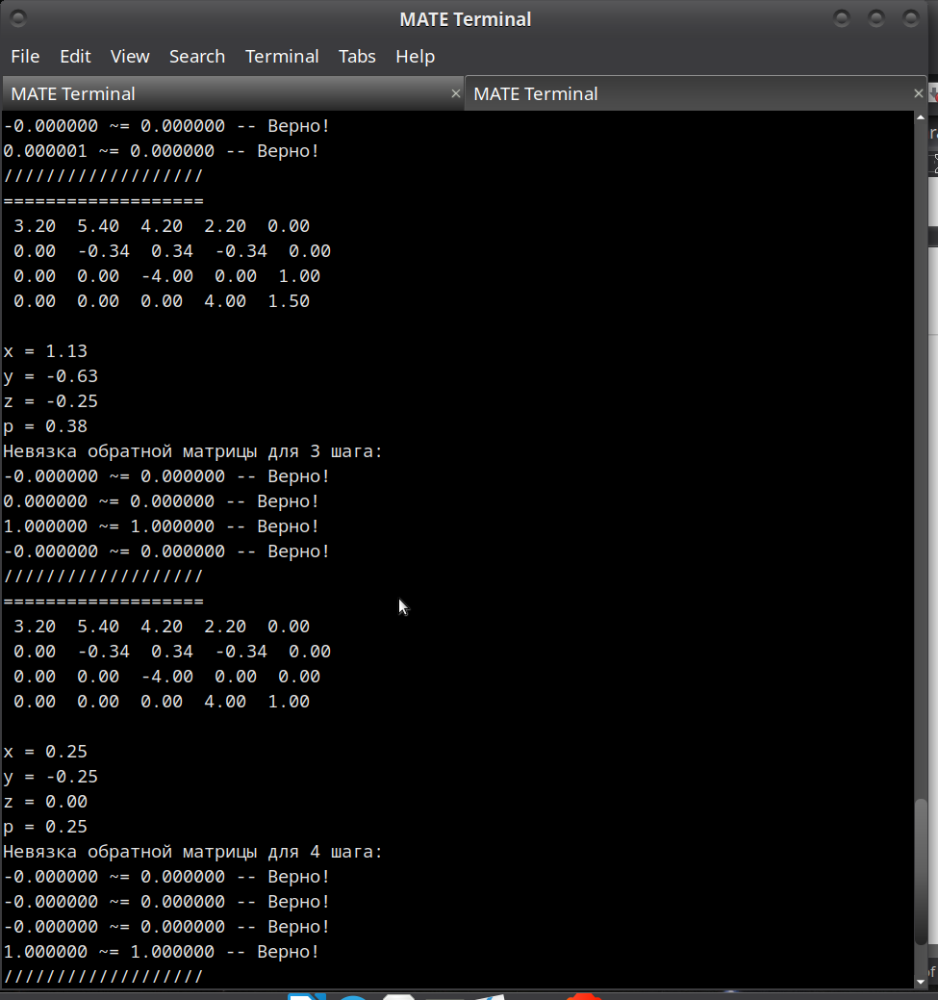 MATE Terminal
File Edit View Search Terminal Tabs Help
MATE Terminal × MATE Terminal ×
-0.000000 ~= 0.000000 -- Верно!
0.000001 ~= 0.000000 -- Верно!
///////////////////
===================
3.20 5.40 4.20 2.20 0.00
0.00 -0.34 0.34 -0.34 0.00
0.00 0.00 -4.00 0.00 1.00
0.00 0.00 0.00 4.00 1.50
x = 1.13
y = -0.63
z = -0.25
p = 0.38
Невязка обратной матрицы для 3 шага:
-0.000000 ~= 0.000000 -- Верно!
0.000000 ~= 0.000000 -- Верно!
1.000000 ~= 1.000000 -- Верно!
-0.000000 ~= 0.000000 -- Верно!
///////////////////
===================
3.20 5.40 4.20 2.20 0.00
0.00 -0.34 0.34 -0.34 0.00
0.00 0.00 -4.00 0.00 0.00
0.00 0.00 0.00 4.00 1.00
x = 0.25
y = -0.25
z = 0.00
p = 0.25
Невязка обратной матрицы для 4 шага:
-0.000000 ~= 0.000000 -- Верно!
-0.000000 ~= 0.000000 -- Верно!
-0.000000 ~= 0.000000 -- Верно!
1.000000 ~= 1.000000 -- Верно!
///////////////////